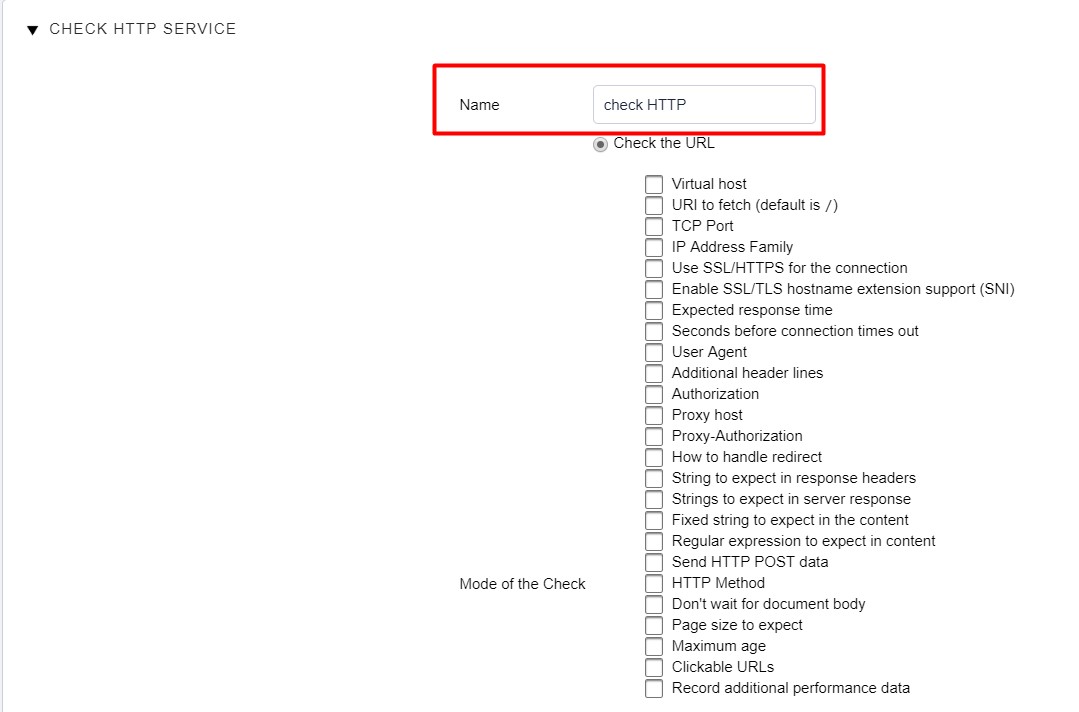 CHECK HTTP SERVICE
Name
check HTTP
Check the URL
Virtual host
URI to fetch (default is /)
TCP Port
IP Address Family
Use SSL/HTTPS for the connection
Enable SSL/TLS hostname extension support (SNI)
Expected response time
Seconds before connection times out
User Agent
Additional header lines
Authorization
Proxy host
Proxy-Authorization
How to handle redirect
String to expect in response headers
Strings to expect in server response
Fixed string to expect in the content
Regular expression to expect in content
Send HTTP POST data
Mode of the Check
HTTP Method
Don't wait for document body
Page size to expect
Maximum age
Clickable URLs
Record additional performance data